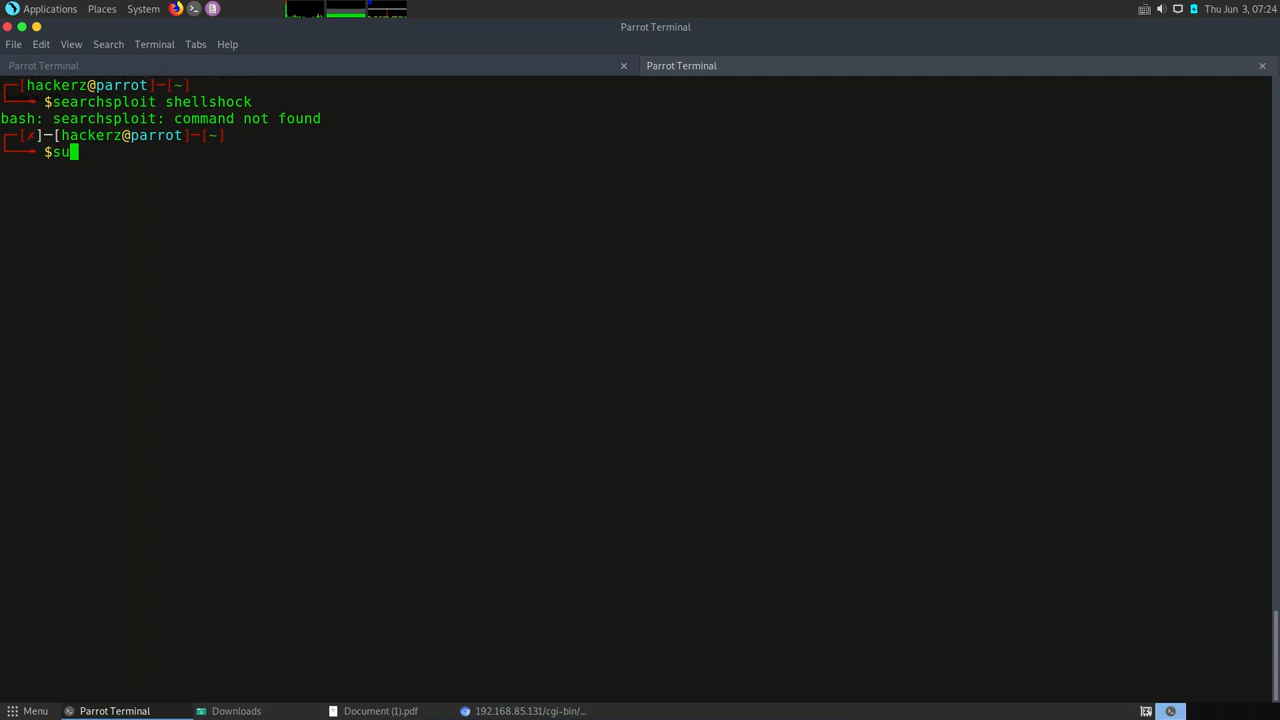 Applications Places System Thu Jun 3, 07:24
Parrot Terminal
File Edit View Search Terminal Tabs Help
Parrot Terminal × Parrot Terminal ×
┌─[hackerz@parrot]─[~]
└──╼ $searchsploit shellshock
bash: searchsploit: command not found
┌─[✗]─[hackerz@parrot]─[~]
└──╼ $su
Menu Parrot Terminal Downloads Document (1).pdf 192.168.85.131/cgi-bin/...